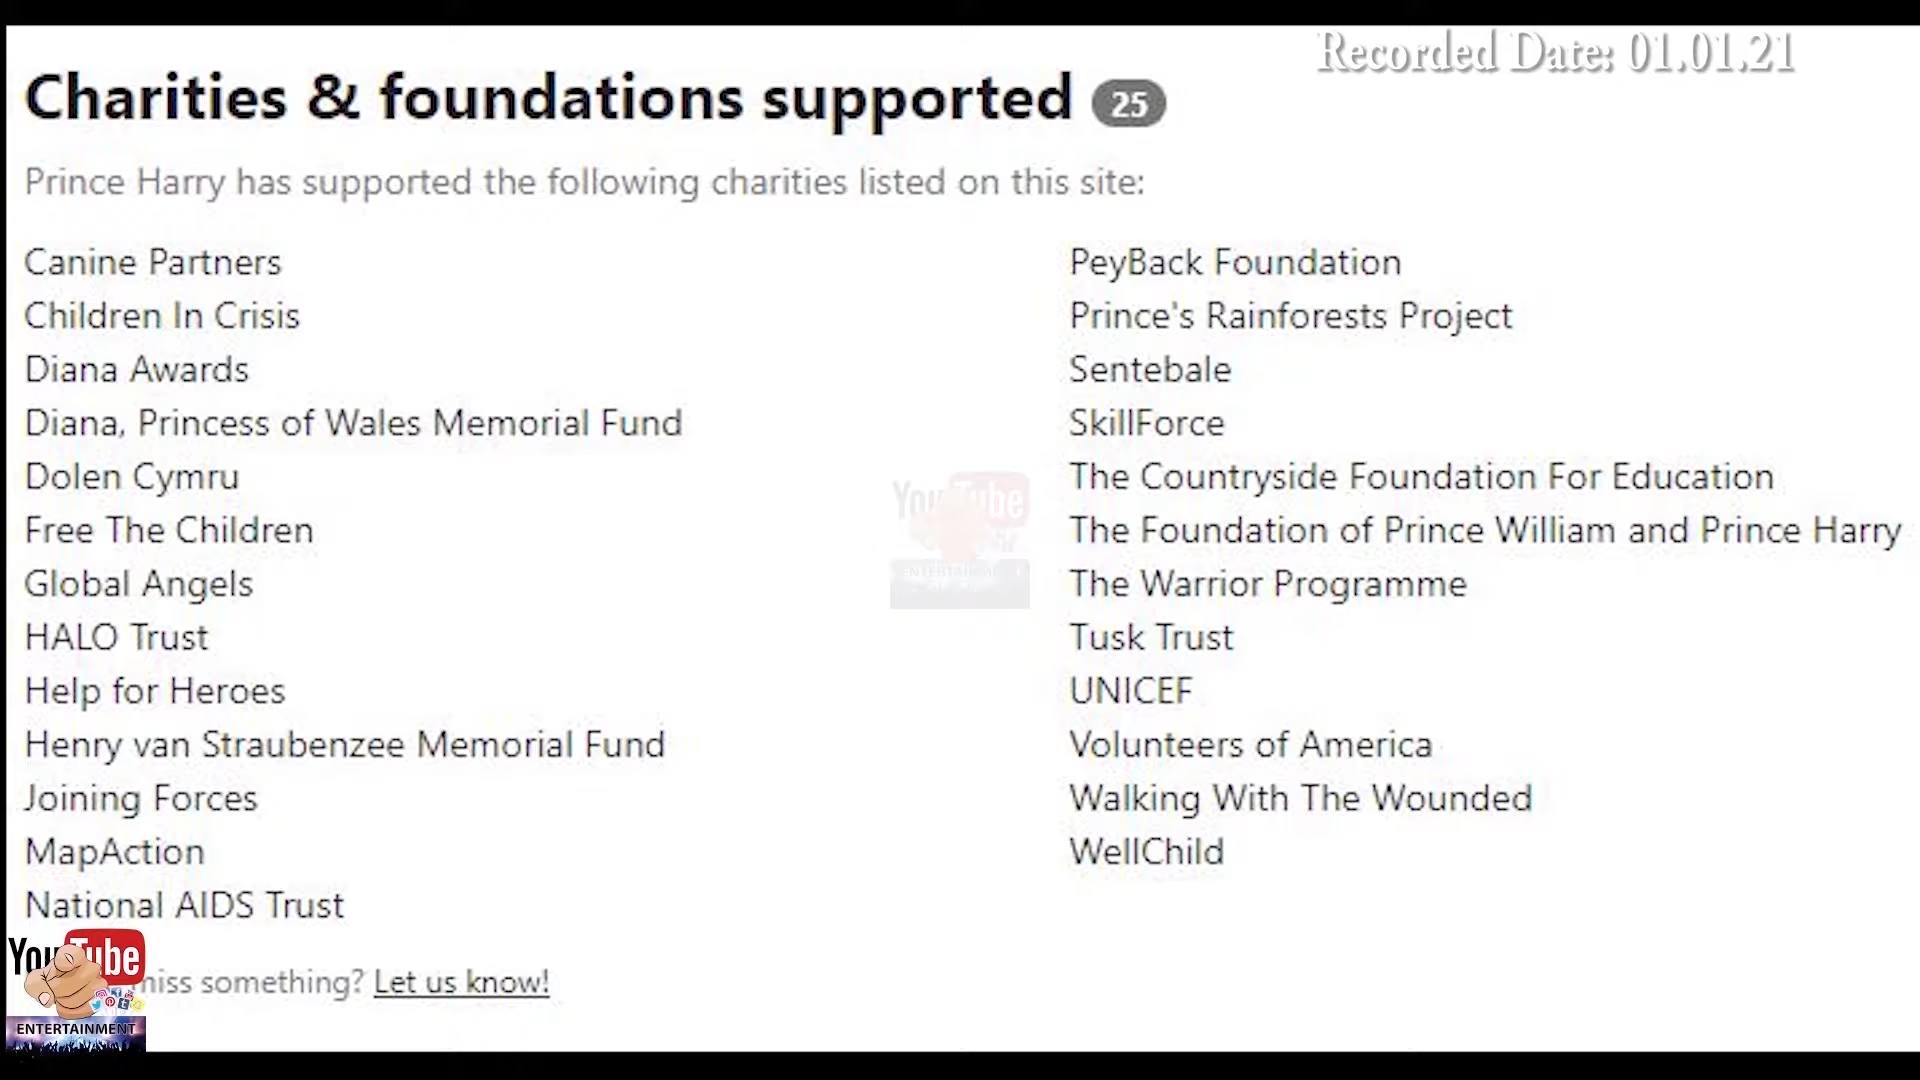 Recorded Date: 01.01.21
Charities & foundations supported 25
Prince Harry has supported the following charities listed on this site:
Canine Partners
Children In Crisis
Diana Awards
Diana, Princess of Wales Memorial Fund
Dolen Cymru
Free The Children
Global Angels
HALO Trust
Help for Heroes
Henry van Straubenzee Memorial Fund
Joining Forces
MapAction
National AIDS Trust
PeyBack Foundation
Prince's Rainforests Project
Sentebale
SkillForce
The Countryside Foundation For Education
The Foundation of Prince William and Prince Harry
The Warrior Programme
Tusk Trust
UNICEF
Volunteers of America
Walking With The Wounded
WellChild
YouTube
ENTERTAINMENT
miss something? Let us know!
YouTube
ENTERTAINMENT